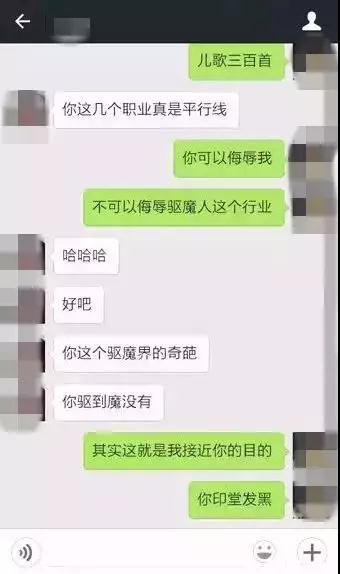 儿歌三百首
你这几个职业真是平行线
你可以侮辱我
不可以侮辱驱魔人这个行业
哈哈哈
好吧
你这个驱魔界的奇葩
你驱到魔没有
其实这就是我接近你的目的
你印堂发黑